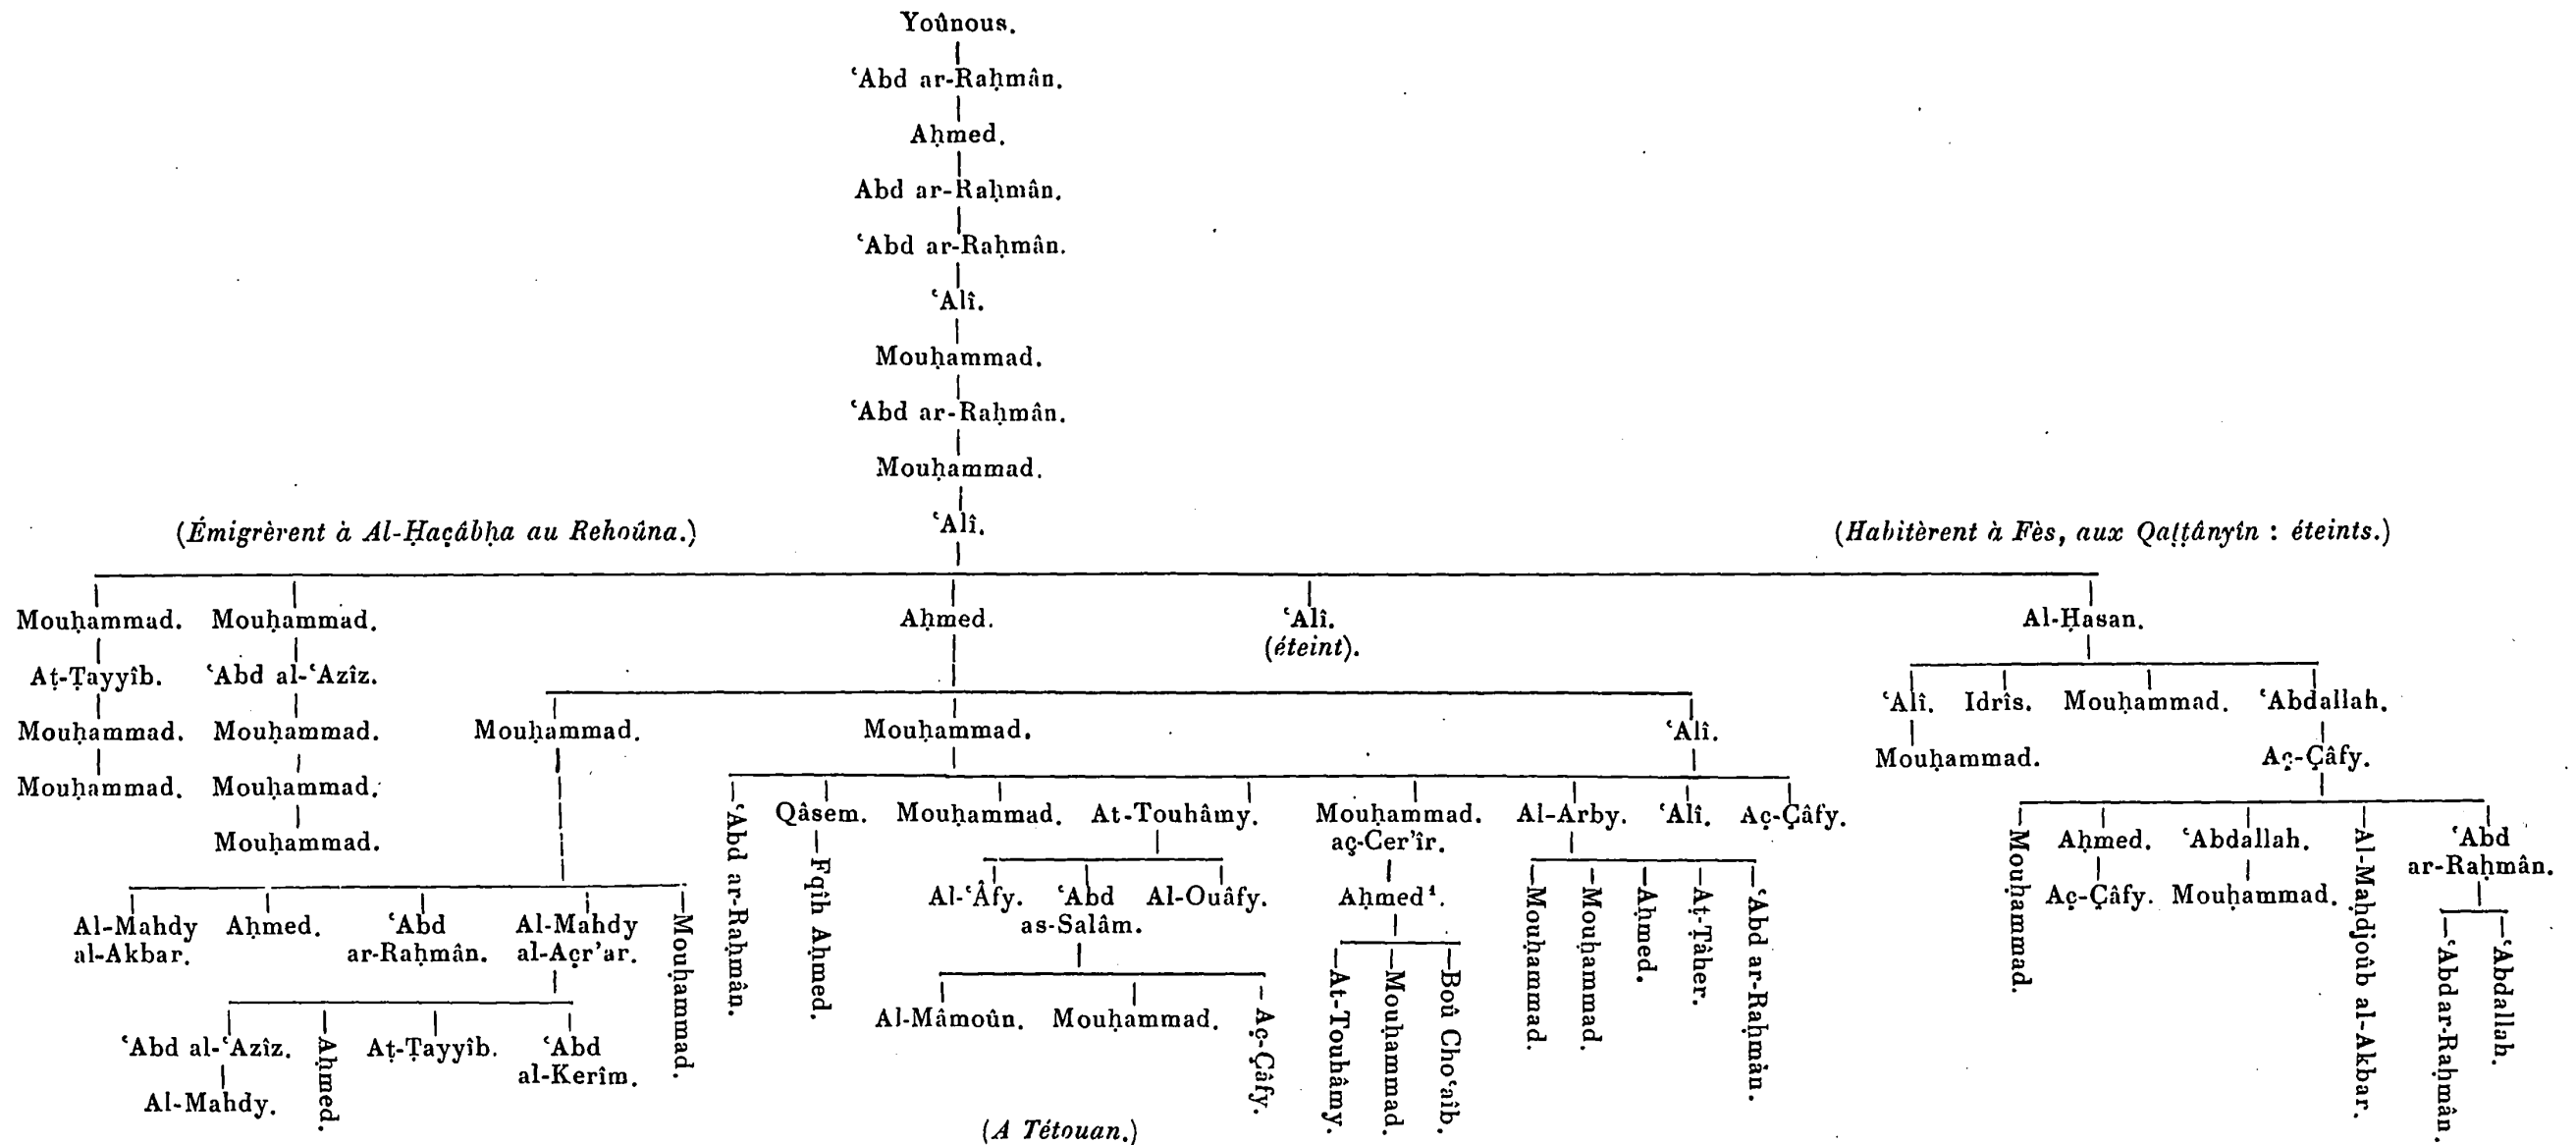 Yoûnous.
ʿAbd ar-Raḥmân.
Aḥmed.
Abd ar-Raḥmân.
ʿAbd ar-Raḥmân.
ʿAlî.
Mouḥammad.
ʿAbd ar-Raḥmân.
Mouḥammad.
ʿAlî.
(Émigrèrent à Al-Ḥaçâbḥa au Rehoûna.)
(Habitèrent à Fès, aux Qaṭṭânyîn : éteints.)
Mouḥammad. Mouḥammad. Aḥmed. ʿAlî. Al-Ḥasan.
(éteint).
Aṭ-Ṭayyîb. ʿAbd al-ʿAzîz.
ʿAlî. Idrîs. Mouḥammad. ʿAbdallah.
Mouḥammad. Mouḥammad. Mouḥammad. Mouḥammad. ʿAlî.
Mouḥammad. Aç-Çâfy.
Mouḥammad. Mouḥammad.
ʿAbd ar-Raḥmân.
Qâsem. Mouḥammad. At-Touhâmy. Mouḥammad. Al-Arby. ʿAlî. Aç-Çâfy.
aç-Cerʾîr.
Mouḥammad.
Fqîh Aḥmed.
Mouḥammad.
Aḥmed. ʿAbdallah.
Al-Maḥdjoûb al-Akbar.
ʿAbd
ar-Raḥmân.
Al-ʿÂfy. ʿAbd Al-Ouâfy. Aḥmed¹.
as-Salâm.
Mouḥammad.
Mouḥammad.
Aḥmed.
Aṭ-Ṭâher.
ʿAbd ar-Raḥmân.
Aç-Çâfy. Mouḥammad.
Al-Mahdy Aḥmed. ʿAbd Al-Mahdy
al-Akbar. ar-Raḥmân. al-Açrʾar.
Mouḥammad.
At-Touhâmy.
Mouḥammad.
Boû Choʿaîb.
ʿAbd ar-Raḥmân.
ʿAbdallah.
Al-Mâmoûn. Mouḥammad.
Aç-Çâfy.
ʿAbd al-ʿAzîz.
Aḥmed.
Aṭ-Ṭayyîb. ʿAbd
al-Kerîm.
Al-Mahdy.
(A Tétouan.)